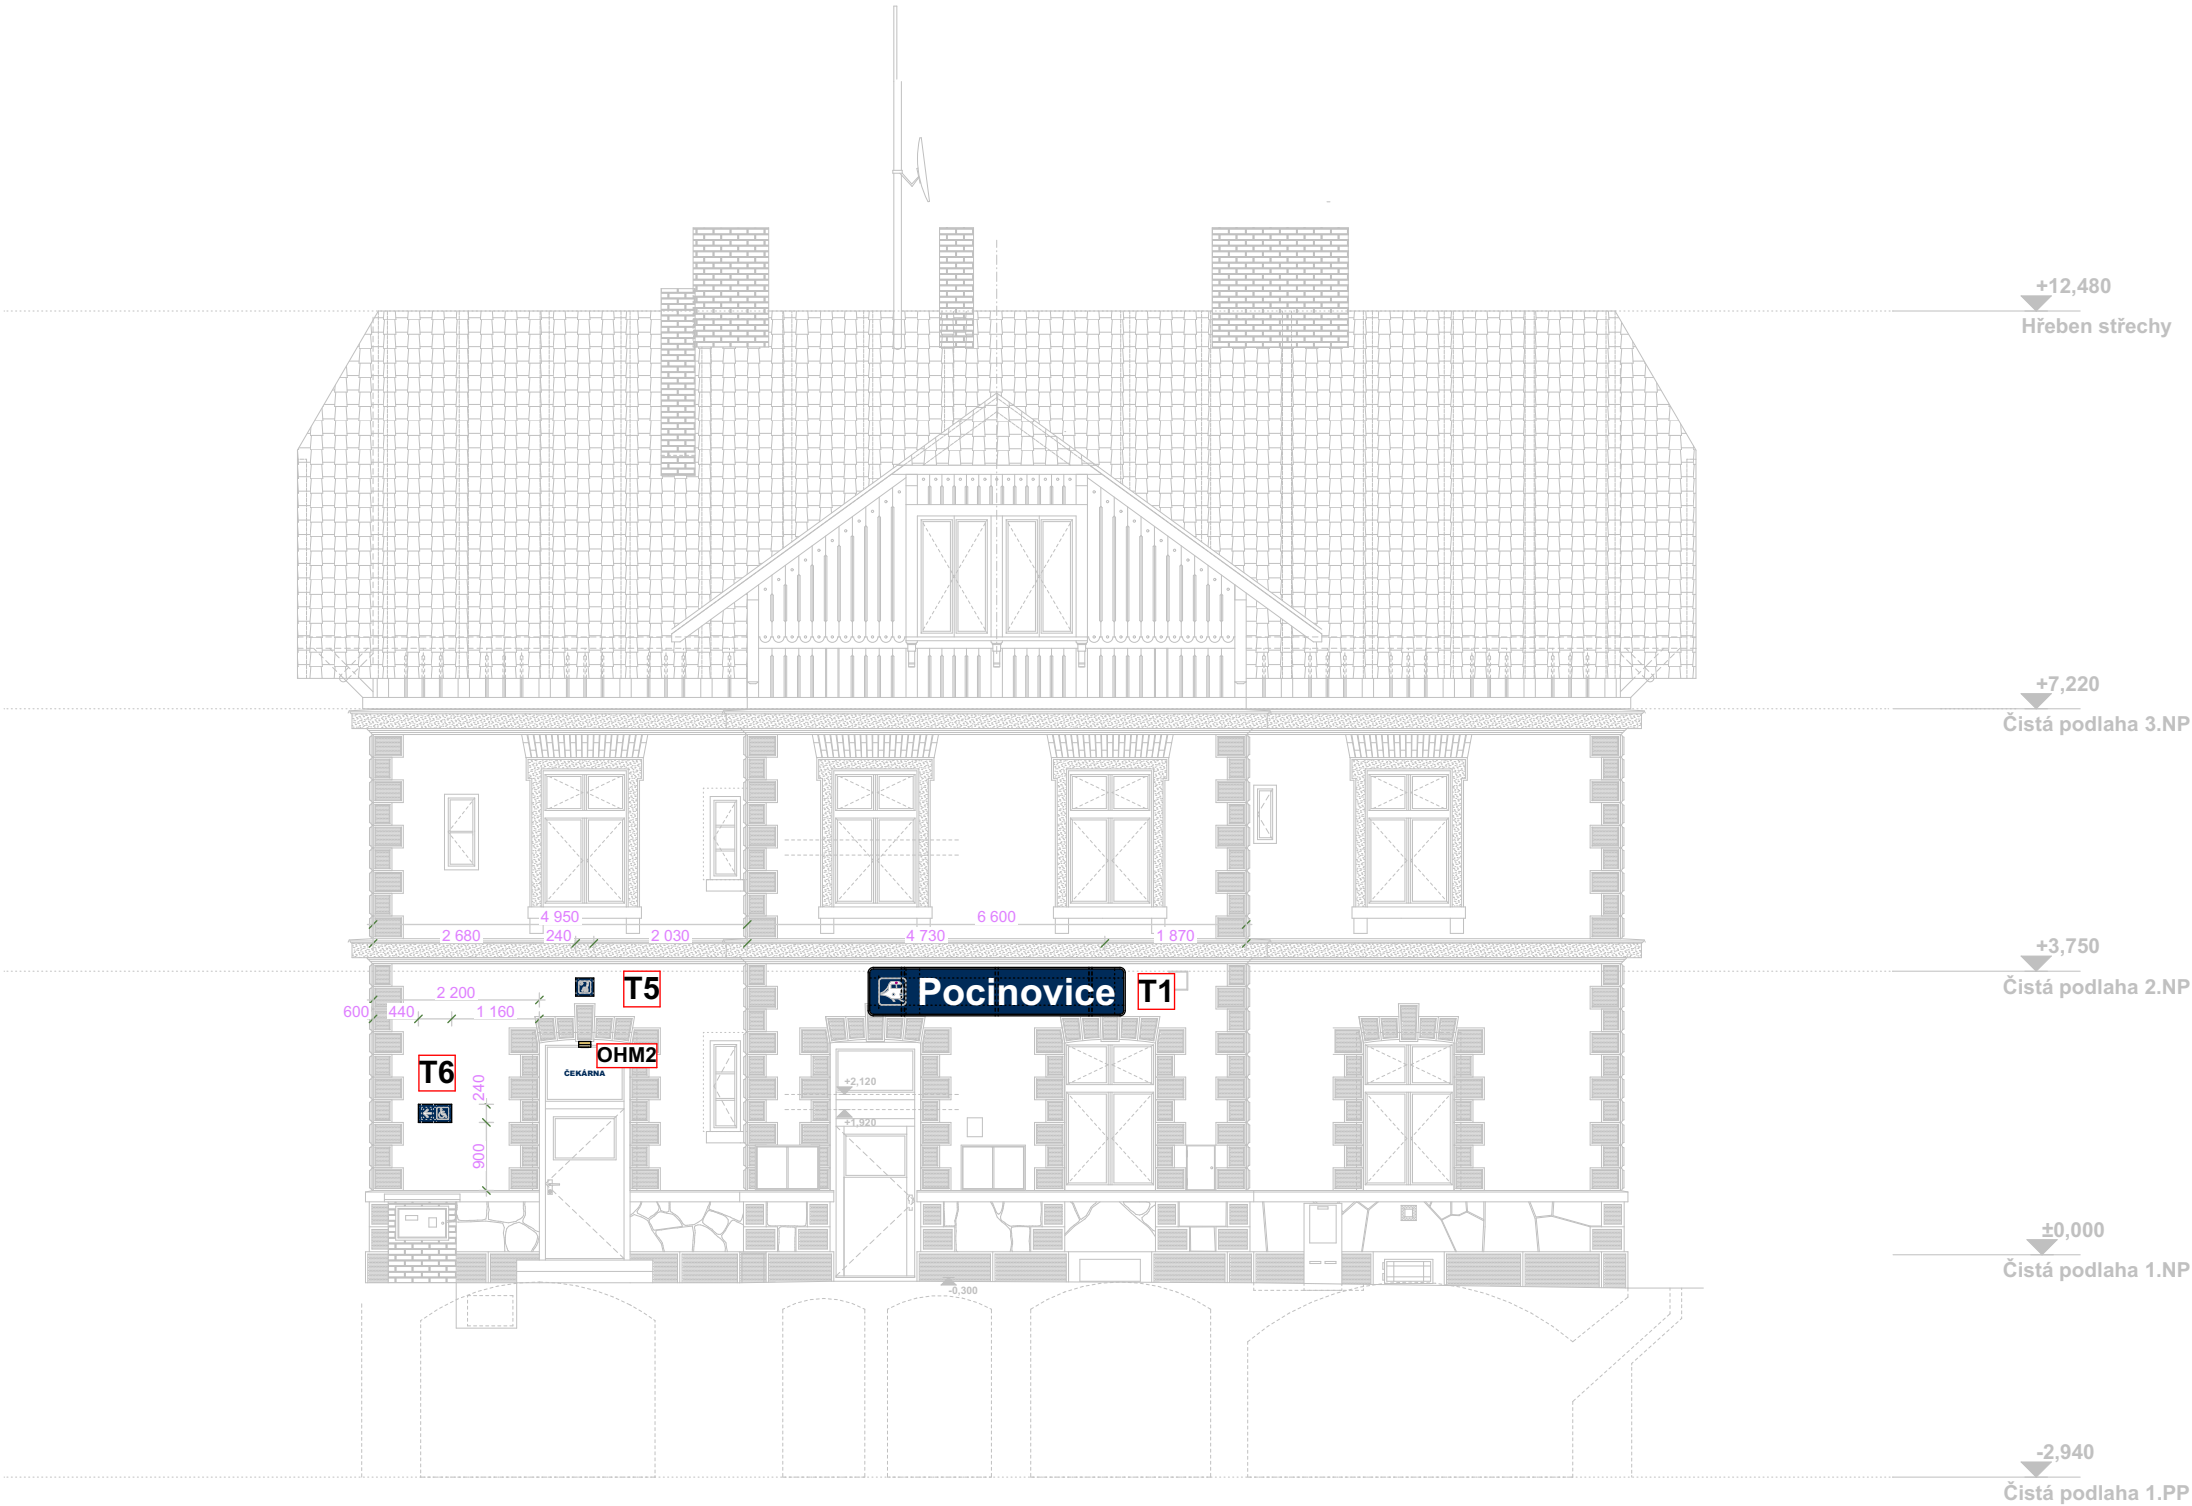 +12,480
Hřeben střechy
+7,220
Čistá podlaha 3.NP
4 950
6 600
2 680
240
2 030
4 730
1 870
+3,750
Čistá podlaha 2.NP
T5
Pocinovice
T1
2 200
600
440
1 160
OHM2
T6
ČEKÁRNA
240
+2,120
+1,920
900
±0,000
Čistá podlaha 1.NP
-0,300
-2,940
Čistá podlaha 1.PP